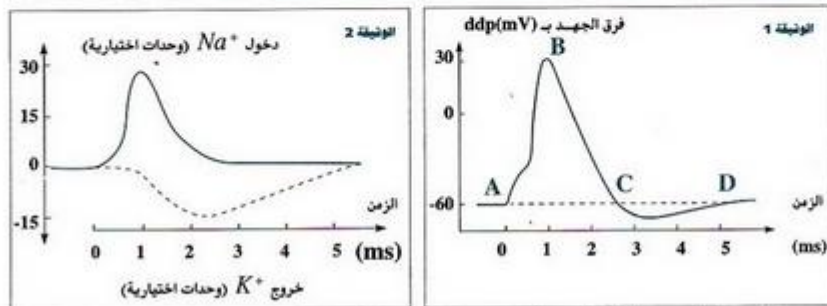 الوثيقة 1
فرق الجهد بـ ddp(mV)
30
0
-60
A
B
C
D
الزمن
0 1 2 3 4 5 (ms)
الوثيقة 2
دخول Na⁺ (وحدات اختيارية)
30
15
0
-15
الزمن
0 1 2 3 4 5 (ms)
خروج K⁺ (وحدات اختيارية)